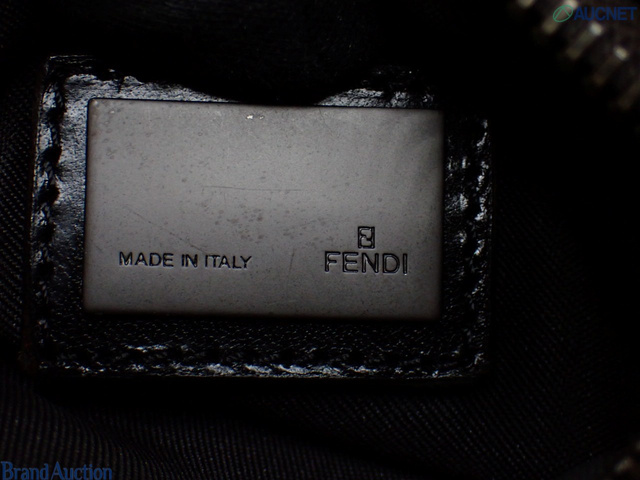 AUCNET
MADE IN ITALY
FENDI
Brand Auction